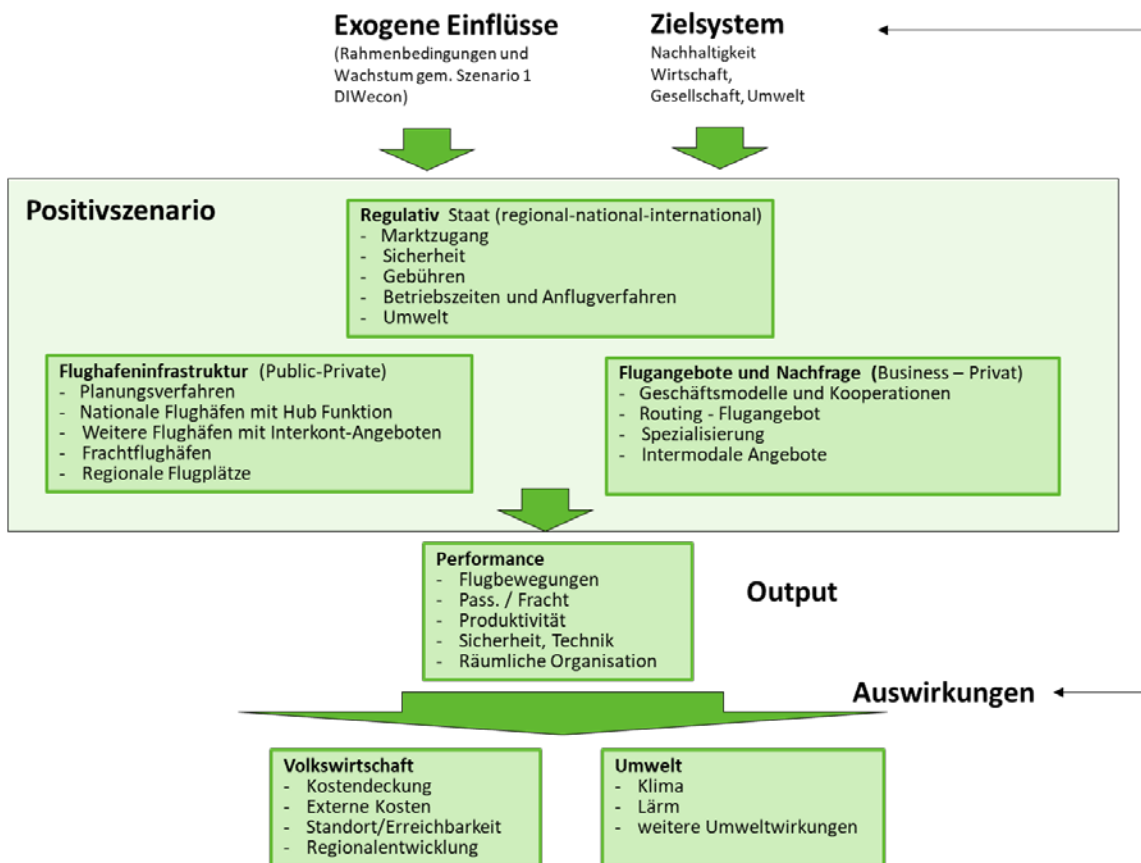 Exogene Einflüsse
(Rahmenbedingungen und
Wachstum gem. Szenario 1
DIWecon)
Zielsystem
Nachhaltigkeit
Wirtschaft,
Gesellschaft, Umwelt
Positivszenario
Regulativ Staat (regional-national-international)
- Marktzugang
- Sicherheit
- Gebühren
- Betriebszeiten und Anflugverfahren
- Umwelt
Flughafeninfrastruktur (Public-Private)
- Planungsverfahren
- Nationale Flughäfen mit Hub Funktion
- Weitere Flughäfen mit Interkont-Angeboten
- Frachtflughäfen
- Regionale Flugplätze
Flugangebote und Nachfrage (Business – Privat)
- Geschäftsmodelle und Kooperationen
- Routing - Flugangebot
- Spezialisierung
- Intermodale Angebote
Performance
- Flugbewegungen
- Pass. / Fracht
- Produktivität
- Sicherheit, Technik
- Räumliche Organisation
Output
Auswirkungen
Volkswirtschaft
- Kostendeckung
- Externe Kosten
- Standort/Erreichbarkeit
- Regionalentwicklung
Umwelt
- Klima
- Lärm
- weitere Umweltwirkungen